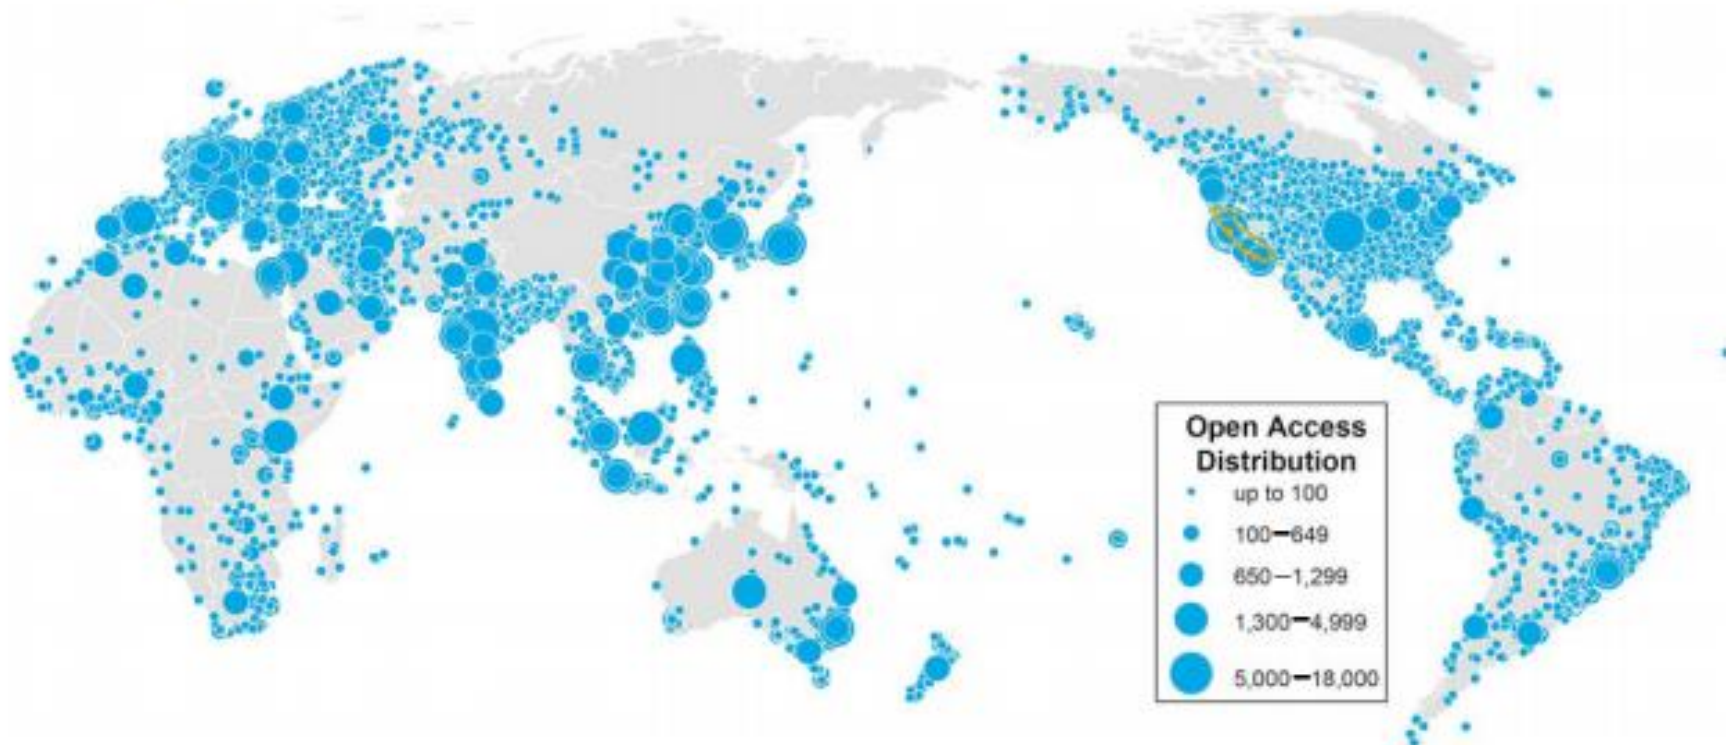 Open Access
Distribution
up to 100
100–649
650–1,299
1,300–4,999
5,000–18,000